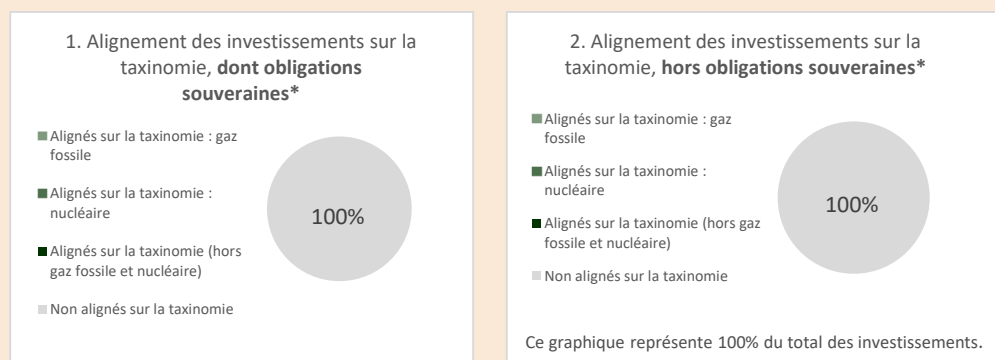 1. Alignement des investissements sur la
taxinomie, dont obligations
souveraines*
Alignés sur la taxinomie : gaz
fossile
Alignés sur la taxinomie :
nucléaire
Alignés sur la taxinomie (hors
gaz fossile et nucléaire)
Non alignés sur la taxinomie
100%
2. Alignement des investissements sur la
taxinomie, hors obligations souveraines*
Alignés sur la taxinomie : gaz
fossile
Alignés sur la taxinomie :
nucléaire
Alignés sur la taxinomie (hors gaz
fossile et nucléaire)
Non alignés sur la taxinomie
100%
Ce graphique représente 100% du total des investissements.